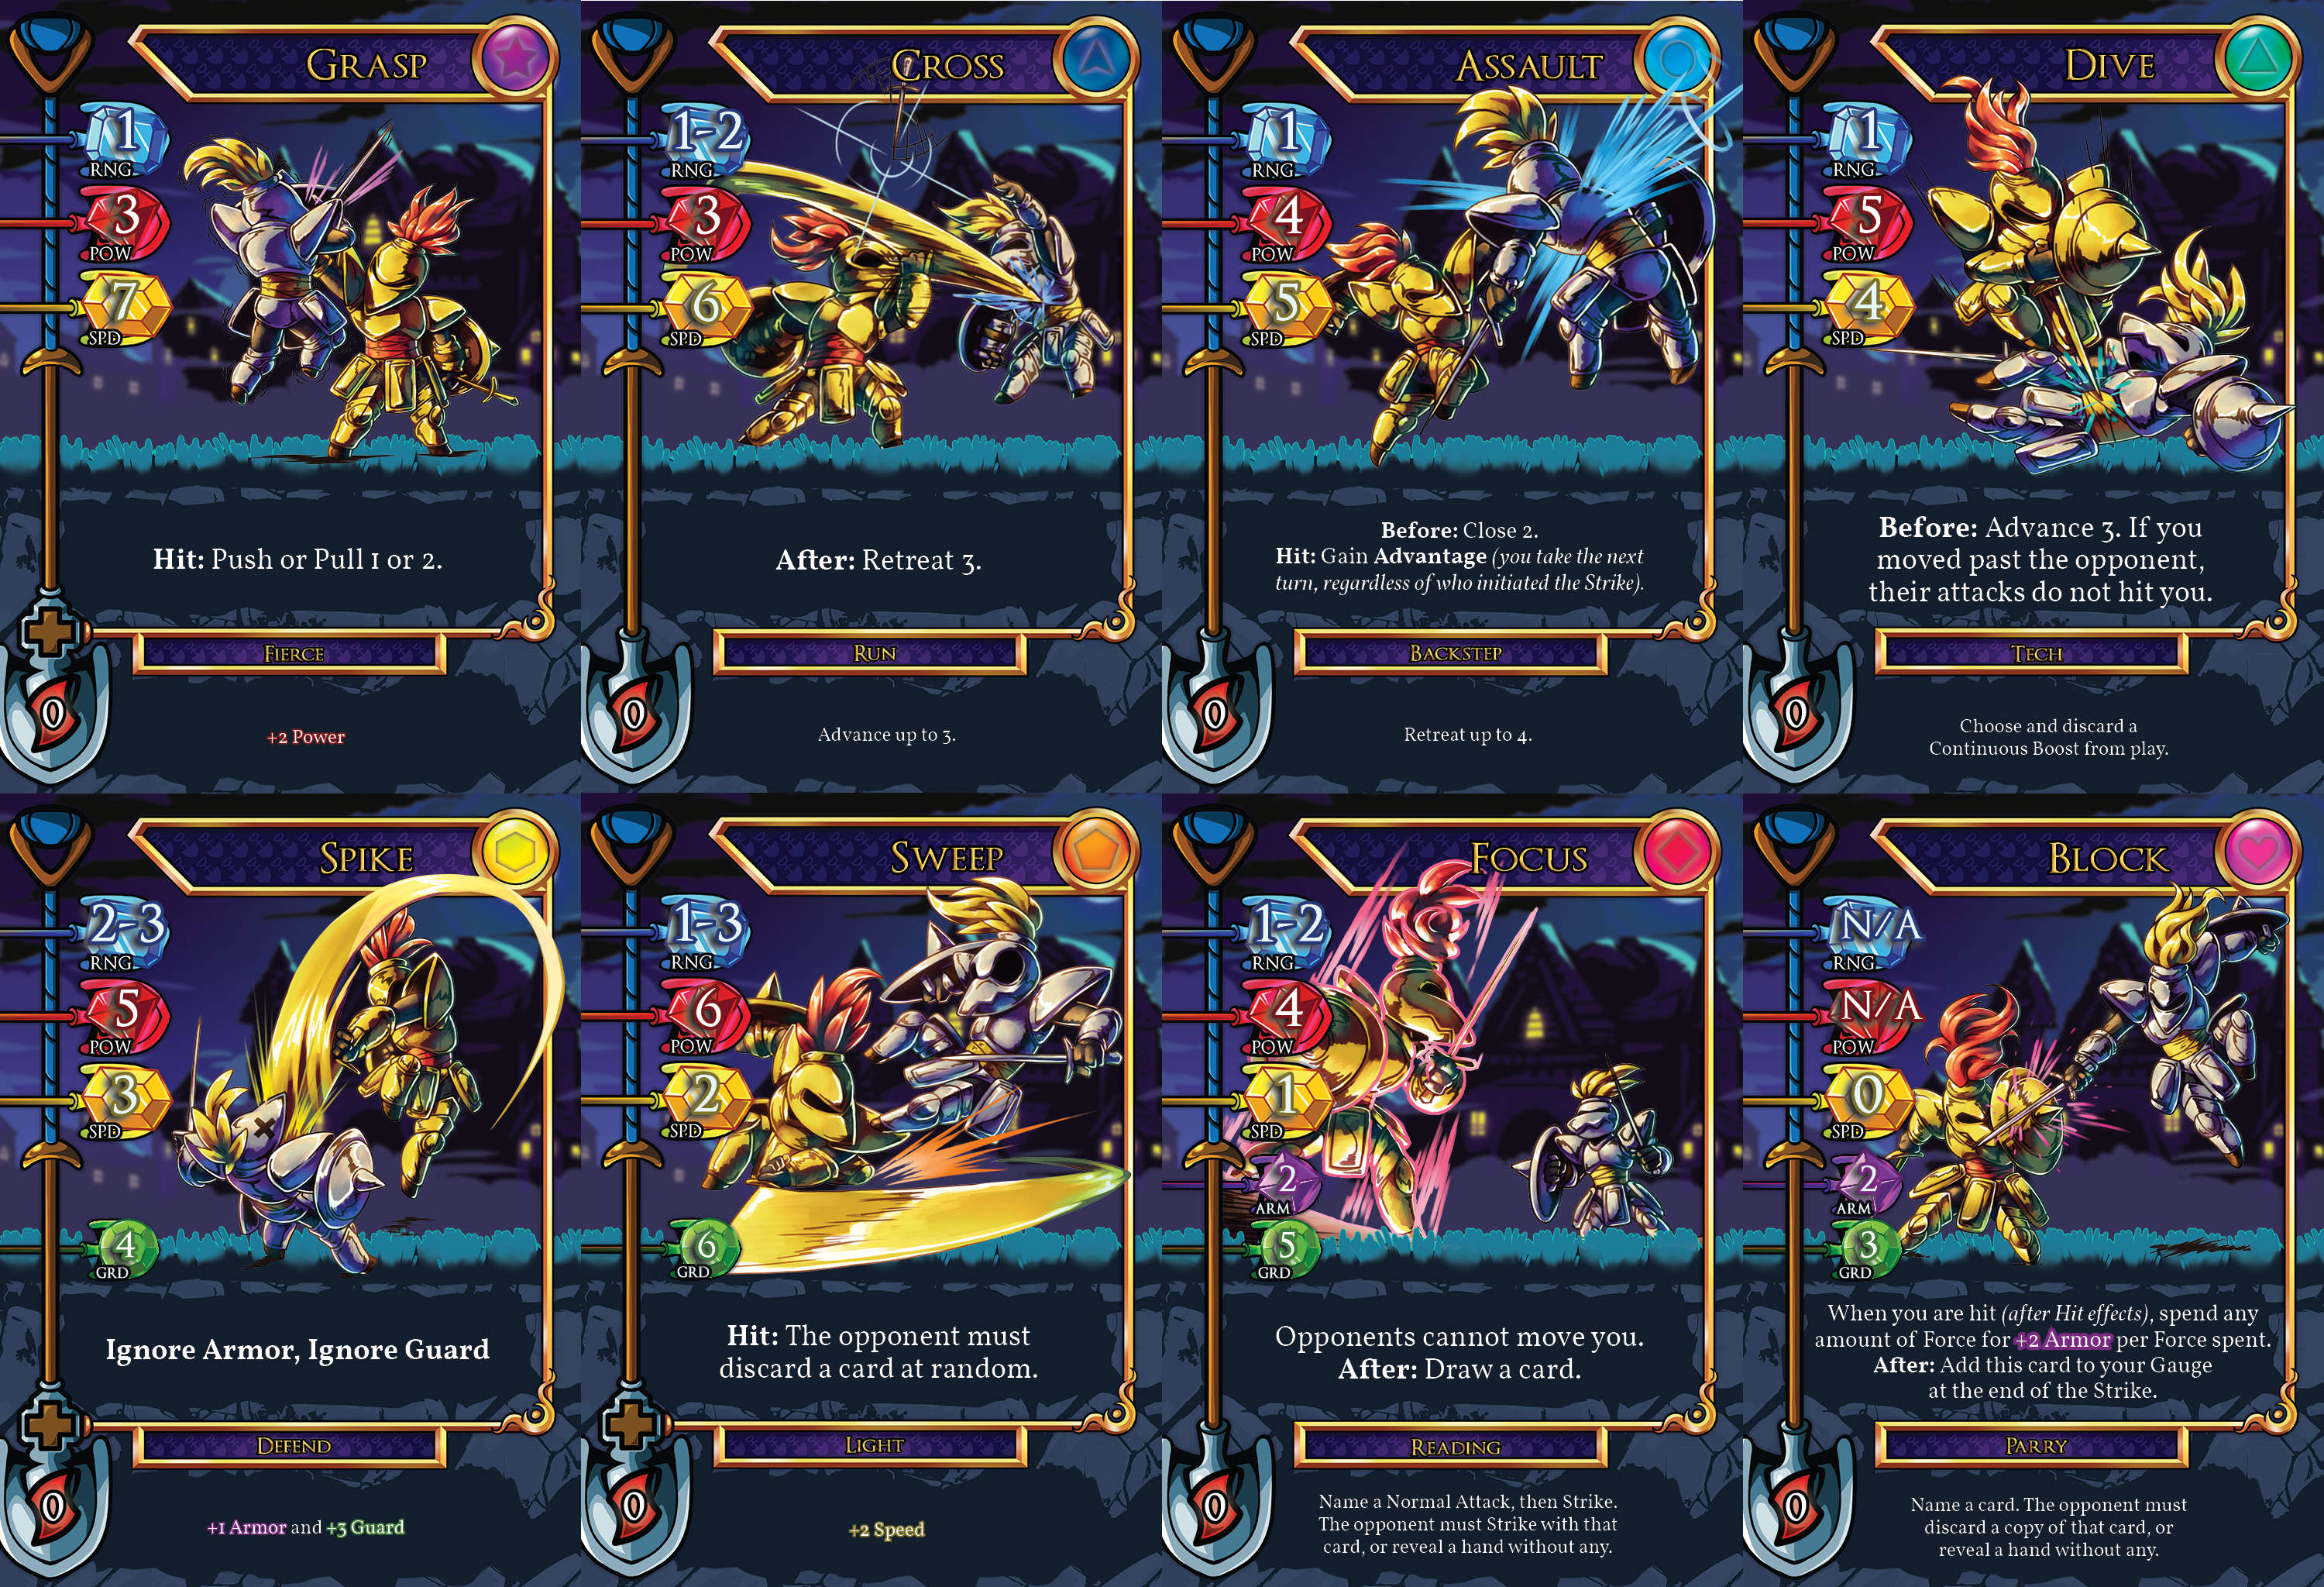 GRASP
1
RNG
3
POW
7
SPD
Hit: Push or Pull 1 or 2.
FIERCE
0
+2 Power
CROSS
1-2
RNG
3
POW
6
SPD
After: Retreat 3.
RUN
0
Advance up to 3.
ASSAULT
1
RNG
4
POW
5
SPD
Before: Close 2.
Hit: Gain Advantage (you take the next
turn, regardless of who initiated the Strike).
BACKSTEP
0
Retreat up to 4.
DIVE
1
RNG
5
POW
4
SPD
Before: Advance 3. If you
moved past the opponent,
their attacks do not hit you.
TECH
0
Choose and discard a
Continuous Boost from play.
SPIKE
2-3
RNG
5
POW
3
SPD
4
GRD
Ignore Armor, Ignore Guard
DEFEND
0
+1 Armor and +3 Guard
SWEEP
1-3
RNG
6
POW
2
SPD
6
GRD
Hit: The opponent must
discard a card at random.
LIGHT
0
+2 Speed
FOCUS
1-2
RNG
4
POW
1
SPD
2
ARM
5
GRD
Opponents cannot move you.
After: Draw a card.
READING
0
Name a Normal Attack, then Strike.
The opponent must Strike with that
card, or reveal a hand without any.
BLOCK
N/A
RNG
N/A
POW
0
SPD
2
ARM
3
GRD
When you are hit (after Hit effects), spend any
amount of Force for +2 Armor per Force spent.
After: Add this card to your Gauge
at the end of the Strike.
PARRY
0
Name a card. The opponent must
discard a copy of that card, or
reveal a hand without any.